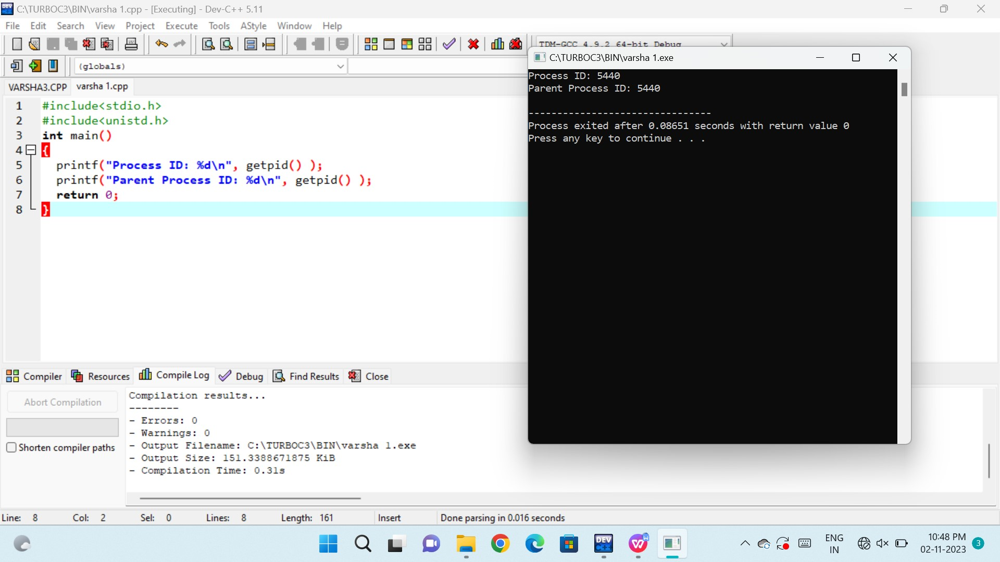 C:\TURBOC3\BIN\varsha 1.cpp - [Executing] - Dev-C++ 5.11
File Edit Search View Project Execute Tools AStyle Window Help
TDM-GCC 4.9.2 64-bit Debug
(globals)
VARSHA3.CPP varsha 1.cpp
1 #include<stdio.h>
2 #include<unistd.h>
3 int main()
4 {
5 printf("Process ID: %d\n", getpid() );
6 printf("Parent Process ID: %d\n", getpid() );
7 return 0;
8 }
C:\TURBOC3\BIN\varsha 1.exe
Process ID: 5440
Parent Process ID: 5440
--------------------------------
Process exited after 0.08651 seconds with return value 0
Press any key to continue . . .
Compiler Resources Compile Log Debug Find Results Close
Abort Compilation
Shorten compiler paths
Compilation results...
--------
- Errors: 0
- Warnings: 0
- Output Filename: C:\TURBOC3\BIN\varsha 1.exe
- Output Size: 151.3388671875 KiB
- Compilation Time: 0.31s
Line: 8 Col: 2 Sel: 0 Lines: 8 Length: 161 Insert Done parsing in 0.016 seconds
DEV C++
ENG
IN
10:48 PM
02-11-2023
3